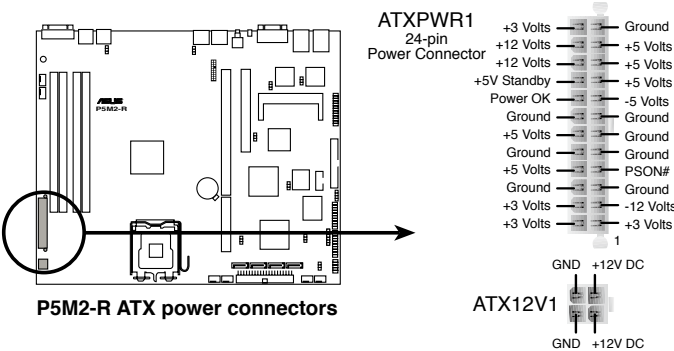 ATXPWR1
24-pin
Power Connector
+3 Volts Ground
+12 Volts +5 Volts
+12 Volts +5 Volts
+5V Standby +5 Volts
Power OK -5 Volts
Ground Ground
+5 Volts Ground
Ground Ground
+5 Volts PSON#
Ground Ground
+3 Volts -12 Volts
+3 Volts +3 Volts
1
ASUS
P5M2-R
GND +12V DC
ATX12V1
GND +12V DC
P5M2-R ATX power connectors